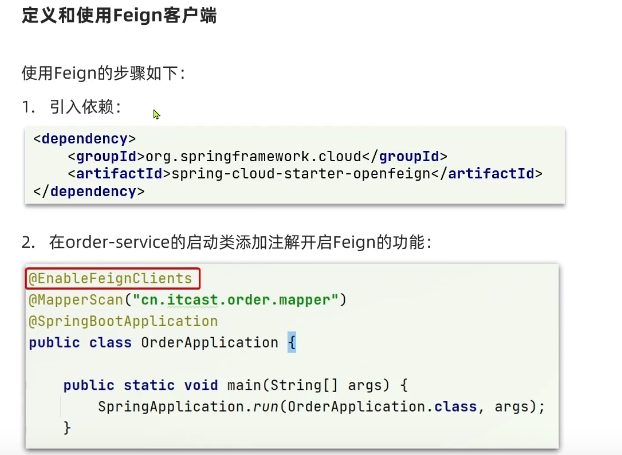 定义和使用Feign客户端
使用Feign的步骤如下：
1. 引入依赖：
<dependency>
    <groupId>org.springframework.cloud</groupId>
    <artifactId>spring-cloud-starter-openfeign</artifactId>
</dependency>
2. 在order-service的启动类添加注解开启Feign的功能：
@EnableFeignClients
@MapperScan("cn.itcast.order.mapper")
@SpringBootApplication
public class OrderApplication {
    public static void main(String[] args) {
        SpringApplication.run(OrderApplication.class, args);
    }